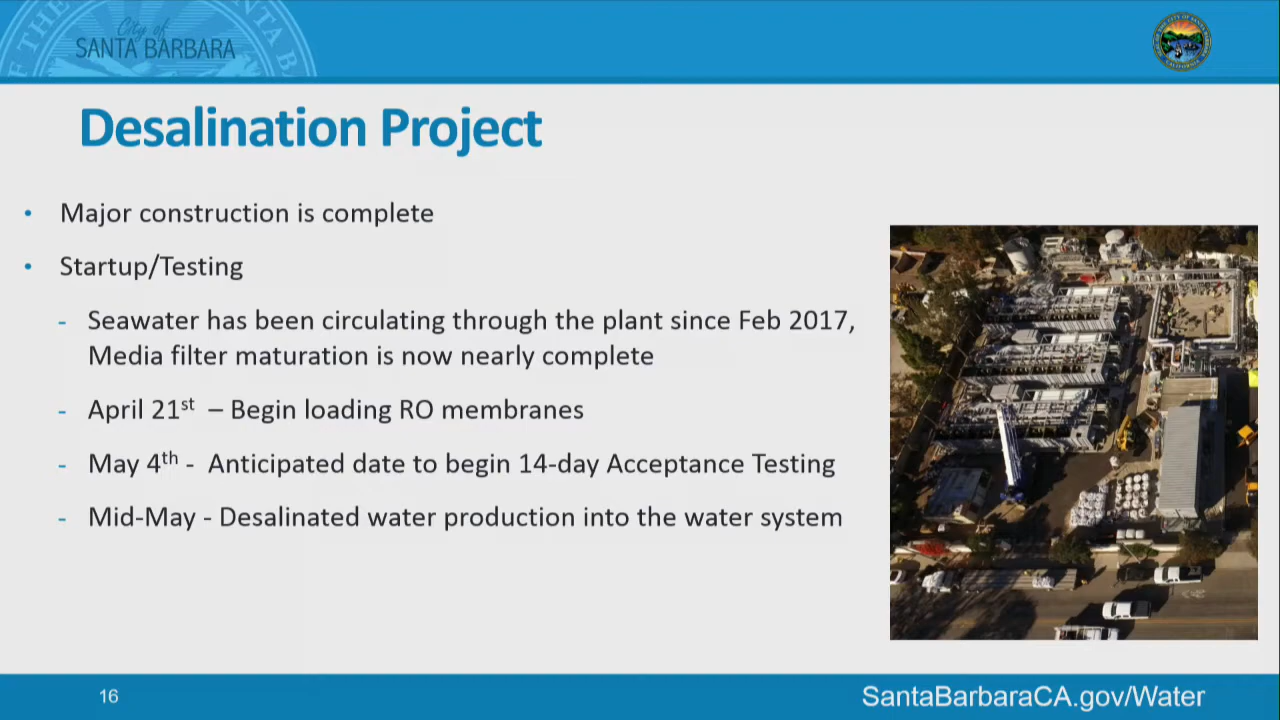 City of
SANTA BARBARA
Desalination Project
• Major construction is complete
• Startup/Testing
- Seawater has been circulating through the plant since Feb 2017,
Media filter maturation is now nearly complete
- April 21st – Begin loading RO membranes
- May 4th - Anticipated date to begin 14-day Acceptance Testing
- Mid-May - Desalinated water production into the water system
16
SantaBarbaraCA.gov/Water